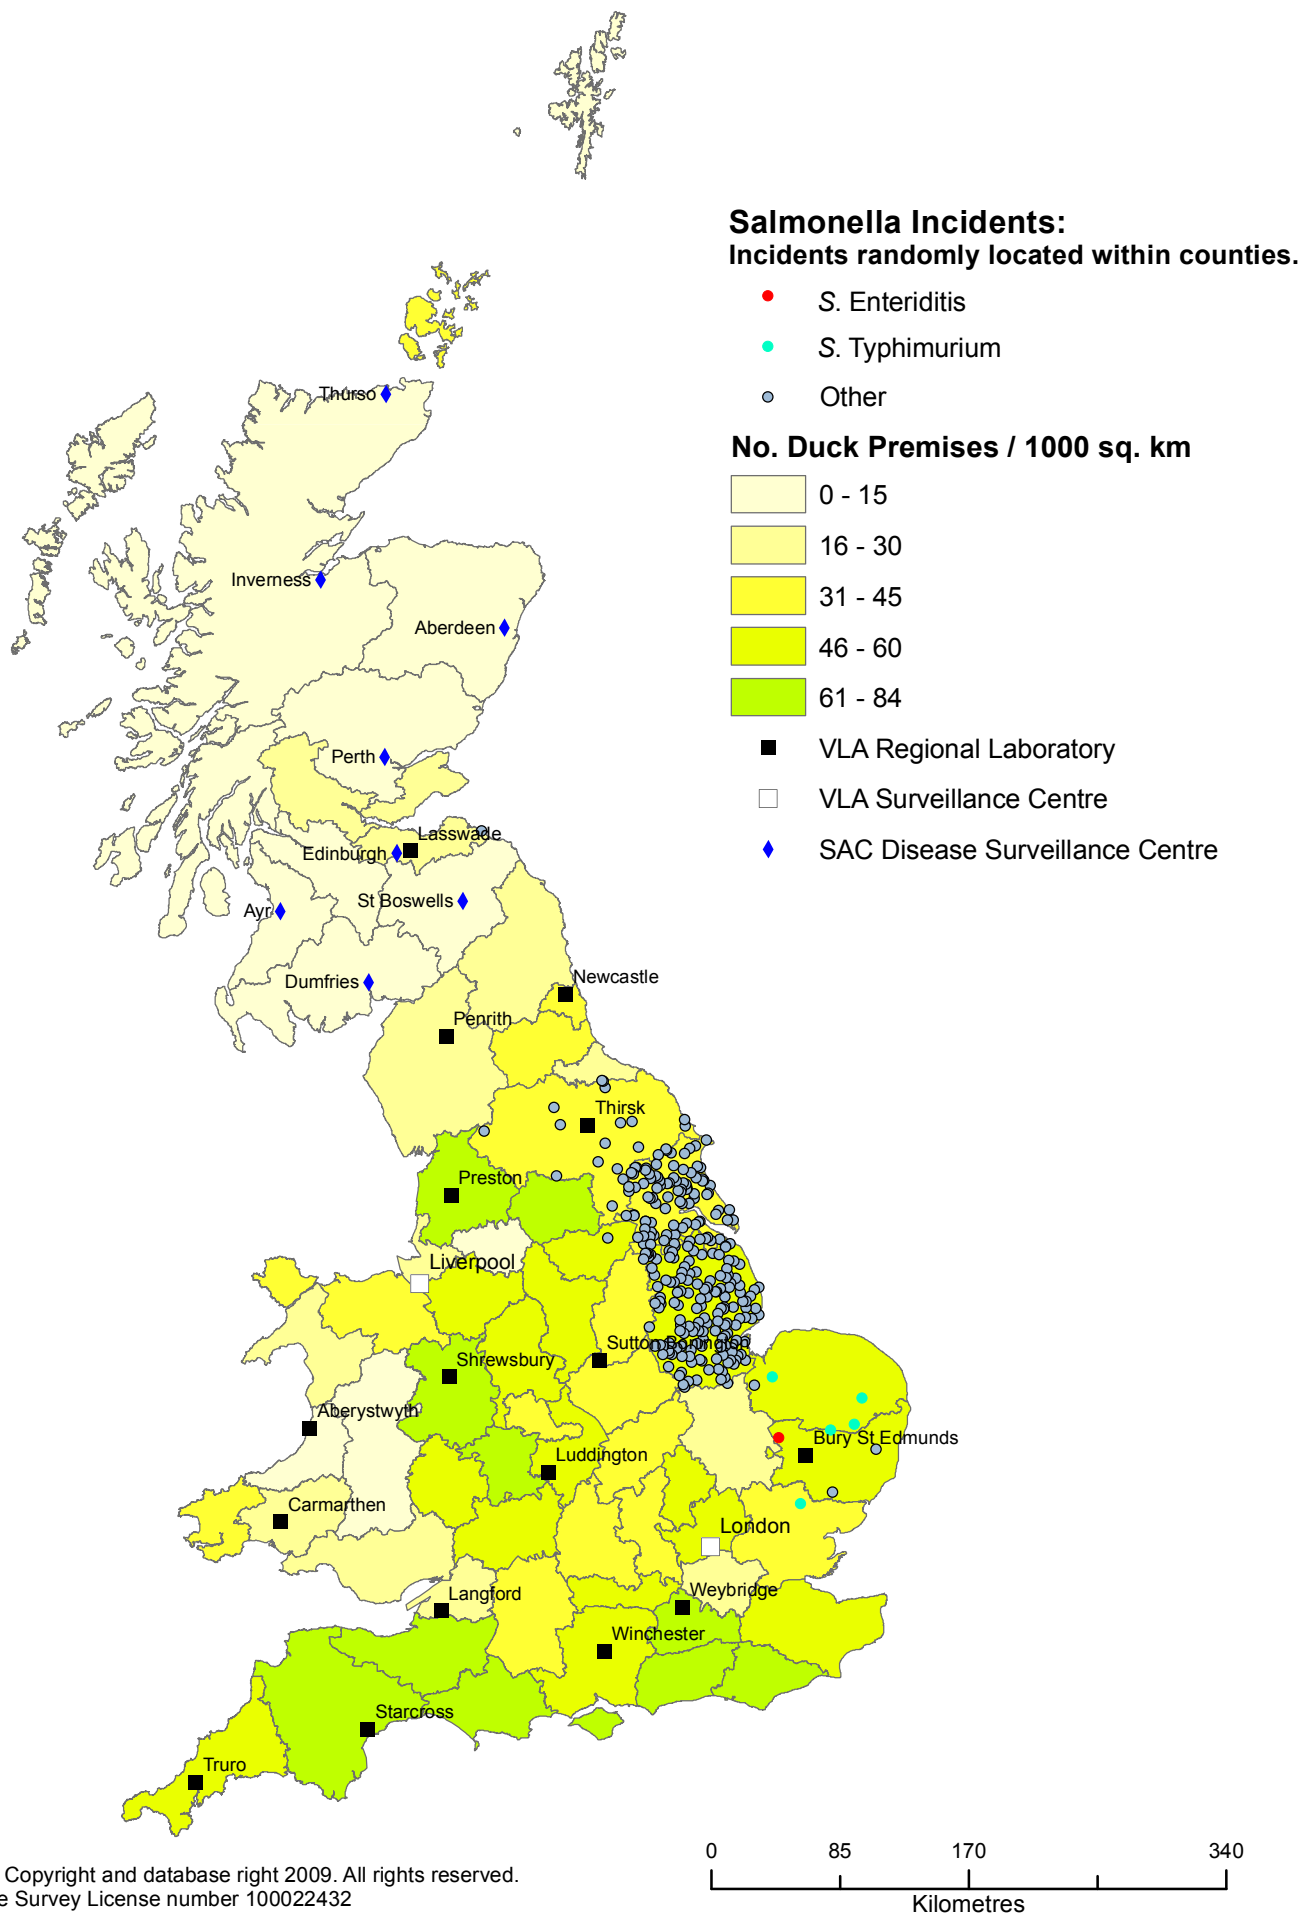 Salmonella Incidents:
Incidents randomly located within counties.
S. Enteriditis
S. Typhimurium
Other
No. Duck Premises / 1000 sq. km
0 - 15
16 - 30
31 - 45
46 - 60
61 - 84
VLA Regional Laboratory
VLA Surveillance Centre
SAC Disease Surveillance Centre
Thurso
Inverness
Aberdeen
Perth
Lasswade
Edinburgh
St Boswells
Ayr
Dumfries
Newcastle
Penrith
Thirsk
Preston
Liverpool
Sutton Bonington
Shrewsbury
Aberystwyth
Bury St Edmunds
Luddington
Carmarthen
London
Langford
Weybridge
Winchester
Starcross
Truro
0 85 170 340
Kilometres
Copyright and database right 2009. All rights reserved.
e Survey License number 100022432